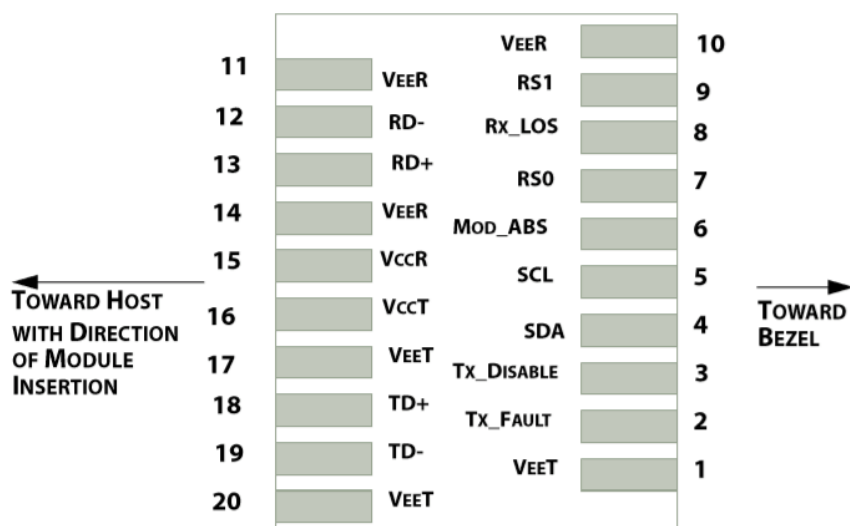 11 VEER
12 RD-
13 RD+
14 VEER
15 VCCR
16 VCCT
17 VEET
18 TD+
19 TD-
20 VEET
VEER 10
RS1 9
RX_LOS 8
RS0 7
MOD_ABS 6
SCL 5
SDA 4
TX_DISABLE 3
TX_FAULT 2
VEET 1
TOWARD HOST
WITH DIRECTION
OF MODULE
INSERTION
TOWARD
BEZEL